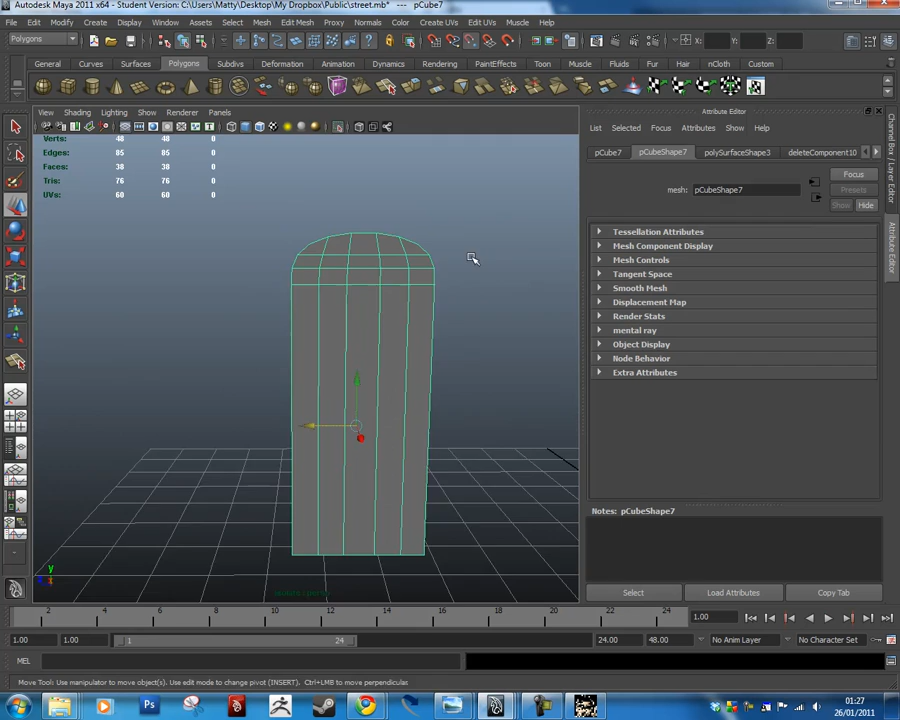 Autodesk Maya 2011 x64 - Student Version: C:\Users\Matty\Desktop\My Dropbox\Public\street.mb* --- pCube7
Edit Modify Create Display Window Assets Select Mesh Edit Mesh Proxy Normals Color Create UVs Edit UVs Muscle Help
Polygons X: Y: Z:
General Curves Surfaces Polygons Subdivs Deformation Animation Dynamics Rendering PaintEffects Toon Muscle Fluids Fur Hair nCloth Custom
View Shading Lighting Show Renderer Panels
Verts: 48 48 0
Edges: 85 85 0
Faces: 38 38 0
Tris: 76 76 0
UVs: 60 60 0
y
x
Attribute Editor
List Selected Focus Attributes Show Help
pCube7 pCubeShape7 polySurfaceShape3 deleteComponent10
Focus
mesh: pCubeShape7 Presets
Show Hide
Tessellation Attributes
Mesh Component Display
Mesh Controls
Tangent Space
Smooth Mesh
Displacement Map
Render Stats
mental ray
Object Display
Node Behavior
Extra Attributes
Notes: pCubeShape7
Select Load Attributes Copy Tab
Channel Box / Layer Editor
Attribute Editor
2 4 6 8 10 12 14 16 18 20 22 24 1.00
1.00 1.00 1 24 24.00 48.00 No Anim Layer No Character Set
MEL
Move Tool: Use manipulator to move object(s). Use edit mode to change pivot (INSERT). Ctrl+LMB to move perpendicular.
Ps
01:27
26/01/2011